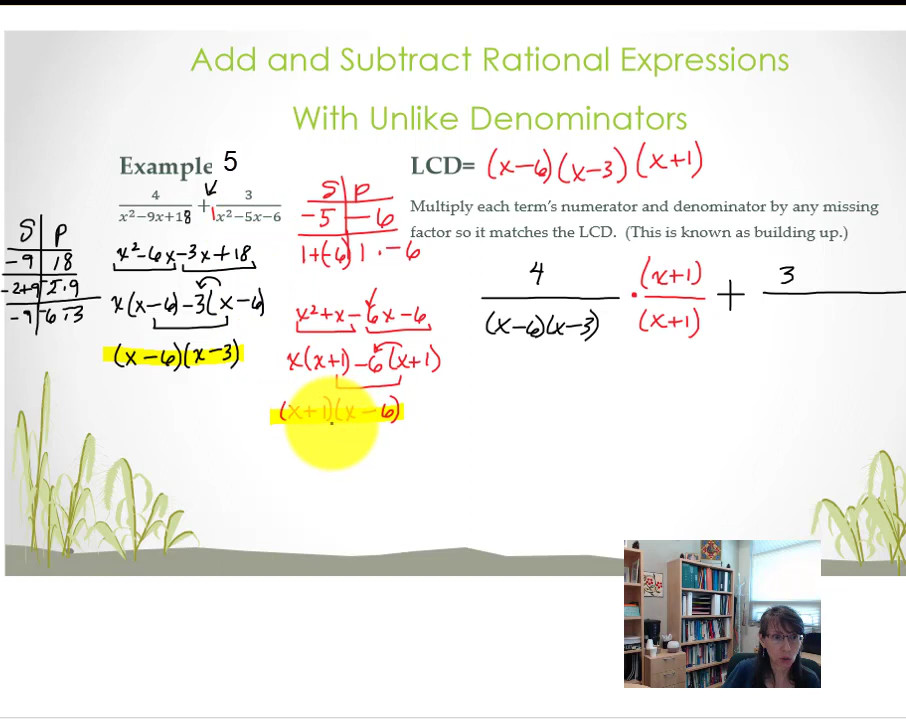 Add and Subtract Rational Expressions
With Unlike Denominators
Example 5
4/(x²−9x+18) + 3/(1x²−5x−6)
LCD= (x−6)(x−3)(x+1)
Multiply each term's numerator and denominator by any missing
factor so it matches the LCD. (This is known as building up.)
S | P
−9 | 18
−2+9 | 2·9
−9 | −6·−3
x²−6x−3x+18
x(x−6)−3(x−6)
(x−6)(x−3)
S | P
−5 | −6
1+(−6) | 1·−6
x²+x−6x−6
x(x+1)−6(x+1)
(x+1)(x−6)
4/((x−6)(x−3)) · (x+1)/(x+1) + 3